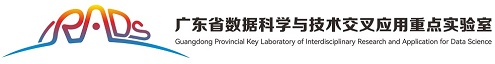 IRADS
广东省数据科学与技术交叉应用重点实验室
Guangdong Provincial Key Laboratory of Interdisciplinary Research and Application for Data Science